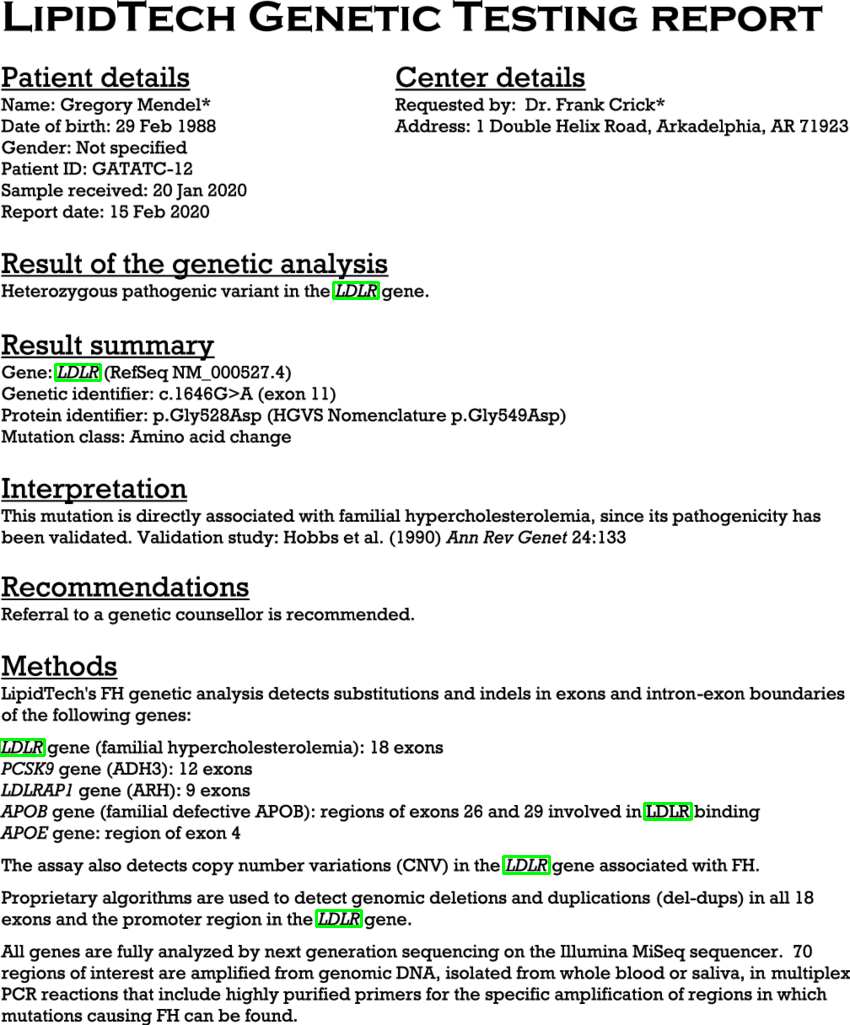 LIPIDTECH GENETIC TESTING REPORT
Patient details
Name: Gregory Mendel*
Date of birth: 29 Feb 1988
Gender: Not specified
Patient ID: GATATC-12
Sample received: 20 Jan 2020
Report date: 15 Feb 2020
Center details
Requested by: Dr. Frank Crick*
Address: 1 Double Helix Road, Arkadelphia, AR 71923
Result of the genetic analysis
Heterozygous pathogenic variant in the LDLR gene.
Result summary
Gene: LDLR (RefSeq NM_000527.4)
Genetic identifier: c.1646G>A (exon 11)
Protein identifier: p.Gly528Asp (HGVS Nomenclature p.Gly549Asp)
Mutation class: Amino acid change
Interpretation
This mutation is directly associated with familial hypercholesterolemia, since its pathogenicity has
been validated. Validation study: Hobbs et al. (1990) Ann Rev Genet 24:133
Recommendations
Referral to a genetic counsellor is recommended.
Methods
LipidTech's FH genetic analysis detects substitutions and indels in exons and intron-exon boundaries
of the following genes:
LDLR gene (familial hypercholesterolemia): 18 exons
PCSK9 gene (ADH3): 12 exons
LDLRAP1 gene (ARH): 9 exons
APOB gene (familial defective APOB): regions of exons 26 and 29 involved in LDLR binding
APOE gene: region of exon 4
The assay also detects copy number variations (CNV) in the LDLR gene associated with FH.
Proprietary algorithms are used to detect genomic deletions and duplications (del-dups) in all 18
exons and the promoter region in the LDLR gene.
All genes are fully analyzed by next generation sequencing on the Illumina MiSeq sequencer. 70
regions of interest are amplified from genomic DNA, isolated from whole blood or saliva, in multiplex
PCR reactions that include highly purified primers for the specific amplification of regions in which
mutations causing FH can be found.